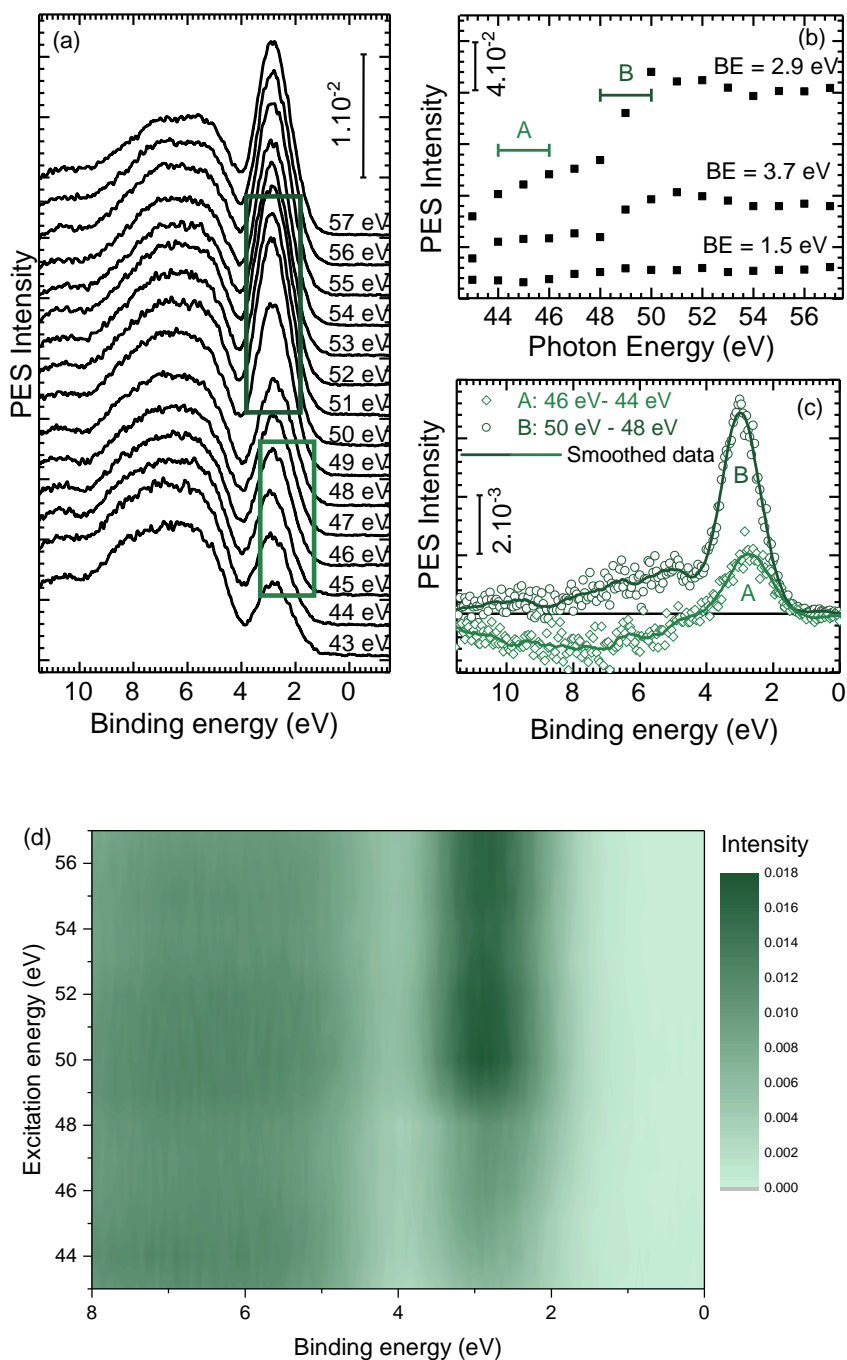 (a)
1.10-2
57 eV
56 eV
55 eV
54 eV
53 eV
52 eV
51 eV
50 eV
49 eV
48 eV
47 eV
46 eV
45 eV
44 eV
43 eV
PES Intensity
10 8 6 4 2 0
Binding energy (eV)
(b)
4.10-2
B
A
BE = 2.9 eV
BE = 3.7 eV
BE = 1.5 eV
PES Intensity
44 46 48 50 52 54 56
Photon Energy (eV)
(c)
A: 46 eV- 44 eV
B: 50 eV - 48 eV
Smoothed data
2.10-3
B
A
PES Intensity
10 8 6 4 2 0
Binding energy (eV)
(d)
Intensity
56
54
52
50
48
46
44
Excitation energy (eV)
8 6 4 2 0
Binding energy (eV)
0.018
0.016
0.014
0.012
0.010
0.008
0.006
0.004
0.002
0.000